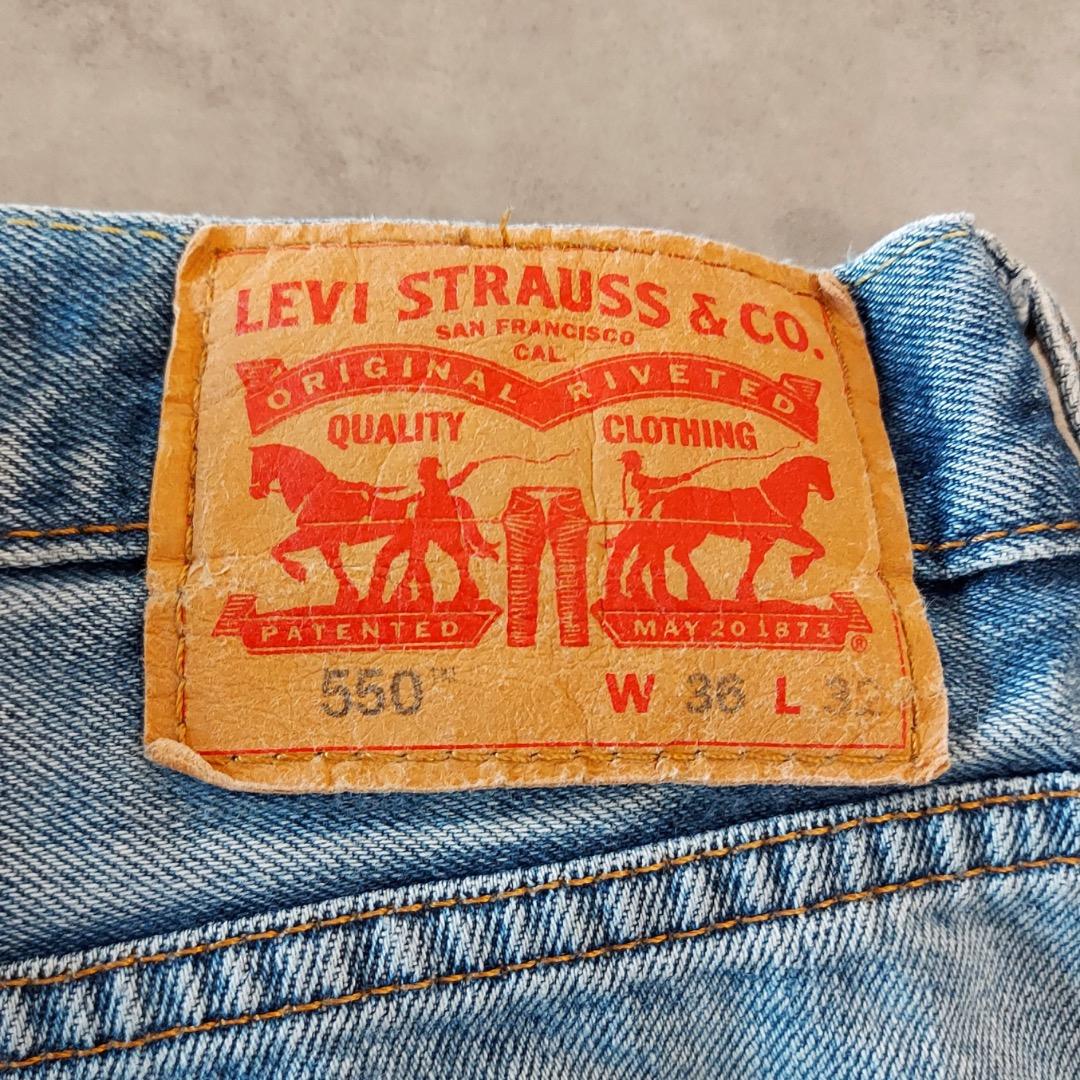 LEVI STRAUSS & CO.
SAN FRANCISCO
CAL.
ORIGINAL RIVETED
QUALITY CLOTHING
PATENTED MAY 20 1873 ®
550™ W 36 L 32